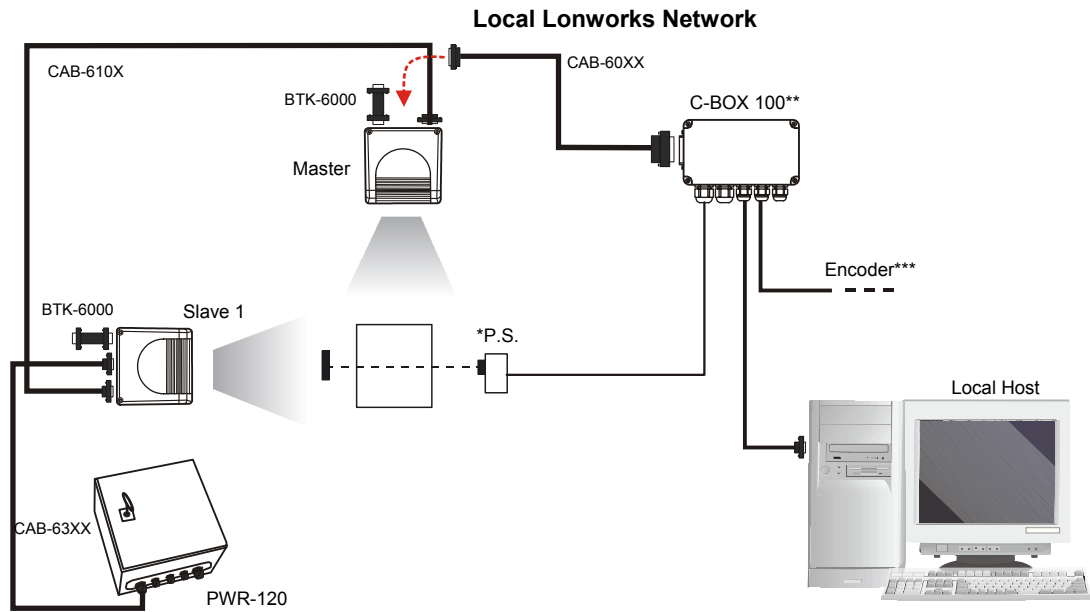 Local Lonworks Network
CAB-610X
CAB-60XX
BTK-6000
C-BOX 100**
Master
Encoder***
BTK-6000
Slave 1
*P.S.
Local Host
CAB-63XX
PWR-120